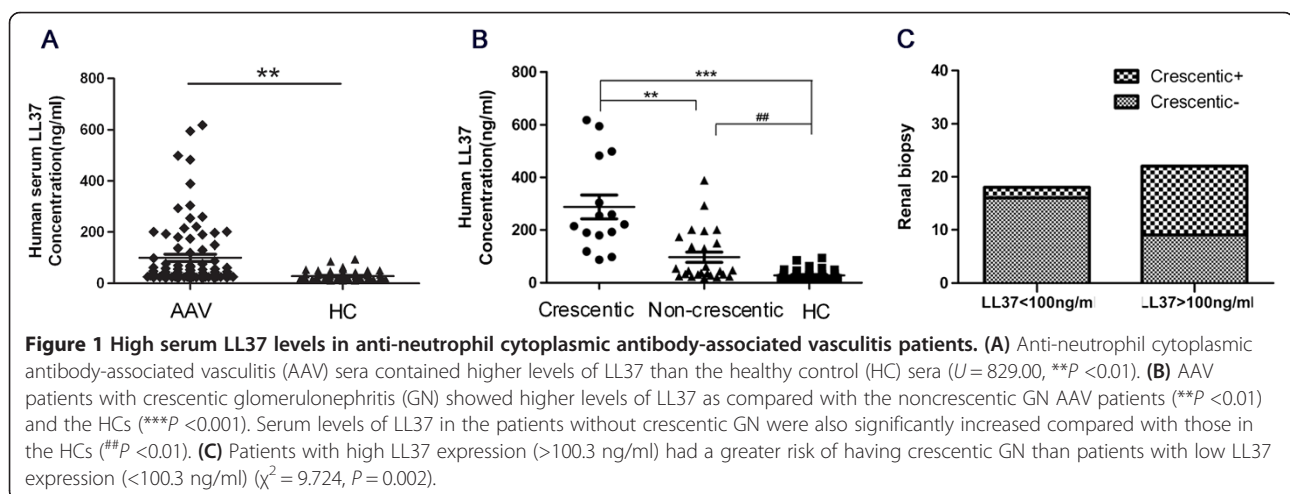 A
Human serum LL37
Concentration(ng/ml)
800
600
400
200
0
**
AAV
HC
B
Human LL37
Concentration(ng/ml)
800
600
400
200
0
***
**
##
Crescentic
Non-crescentic
HC
C
Renal biopsy
40
30
20
10
0
Crescentic+
Crescentic-
LL37<100ng/ml
LL37>100ng/ml
Figure 1 High serum LL37 levels in anti-neutrophil cytoplasmic antibody-associated vasculitis patients. (A) Anti-neutrophil cytoplasmic
antibody-associated vasculitis (AAV) sera contained higher levels of LL37 than the healthy control (HC) sera (U = 829.00, **P <0.01). (B) AAV
patients with crescentic glomerulonephritis (GN) showed higher levels of LL37 as compared with the noncrescentic GN AAV patients (**P <0.01)
and the HCs (***P <0.001). Serum levels of LL37 in the patients without crescentic GN were also significantly increased compared with those in
the HCs (##P <0.01). (C) Patients with high LL37 expression (>100.3 ng/ml) had a greater risk of having crescentic GN than patients with low LL37
expression (<100.3 ng/ml) (χ2 = 9.724, P = 0.002).